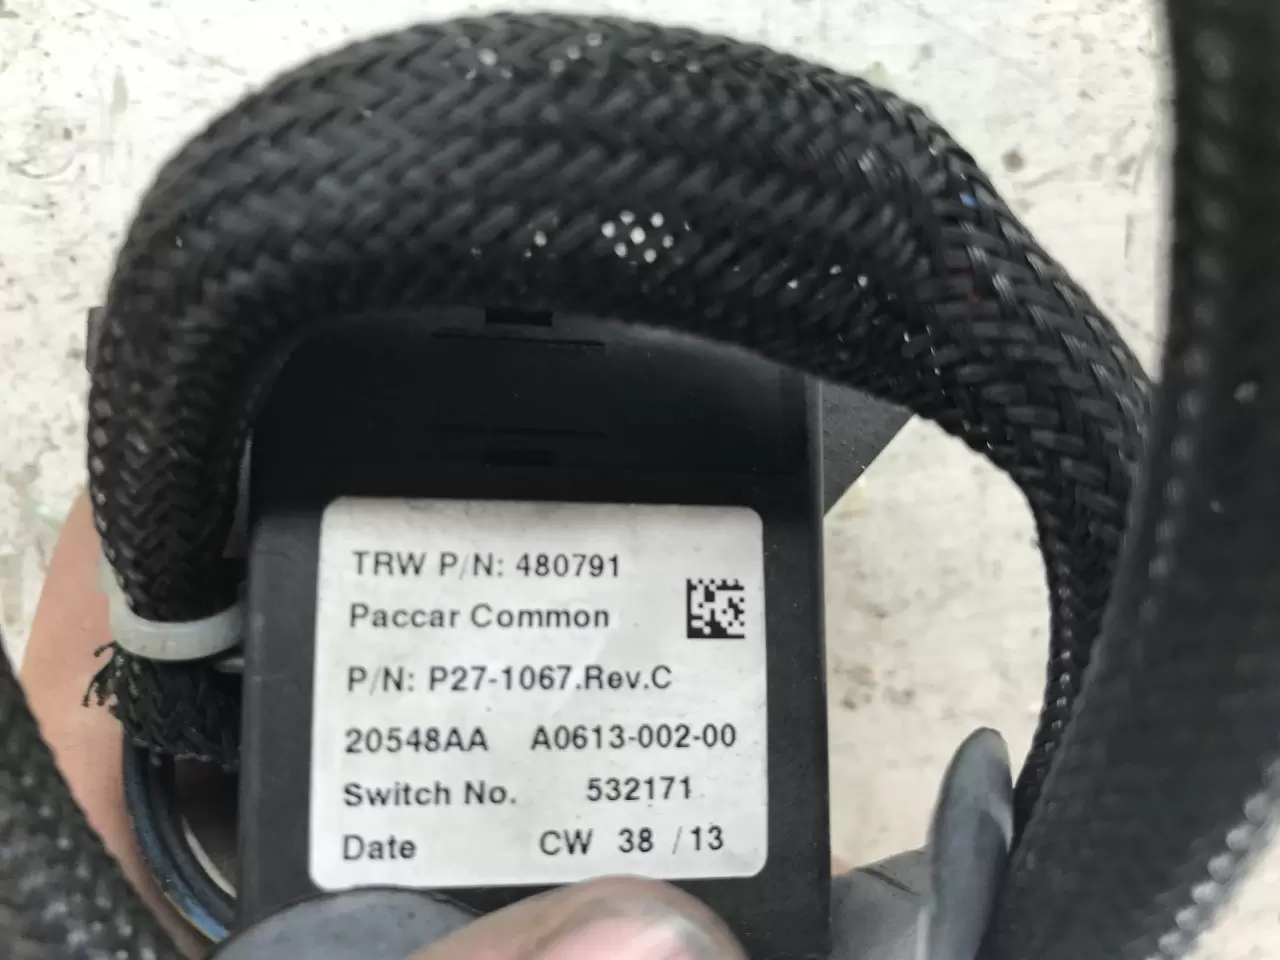 TRW P/N: 480791
Paccar Common
P/N: P27-1067.Rev.C
20548AA A0613-002-00
Switch No. 532171
Date CW 38 / 13